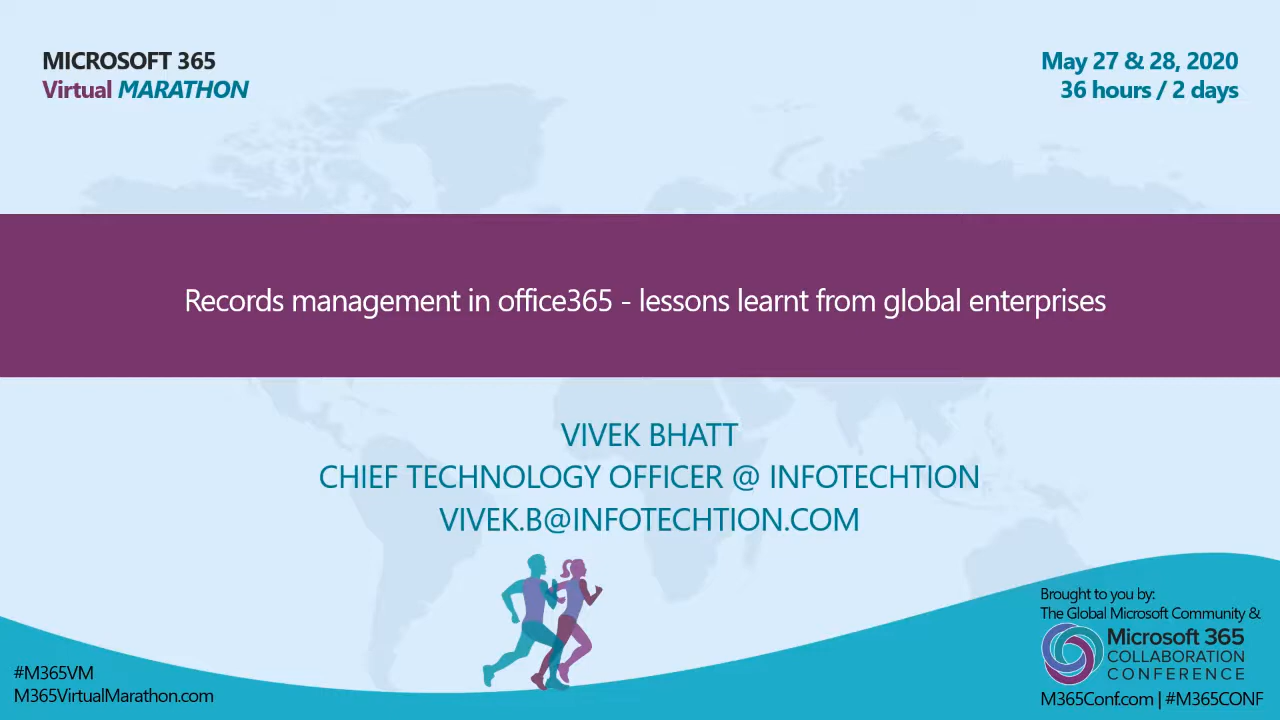 MICROSOFT 365
Virtual MARATHON
May 27 & 28, 2020
36 hours / 2 days
Records management in office365 - lessons learnt from global enterprises
VIVEK BHATT
CHIEF TECHNOLOGY OFFICER @ INFOTECHTION
VIVEK.B@INFOTECHTION.COM
#M365VM
M365VirtualMarathon.com
Brought to you by:
The Global Microsoft Community &
Microsoft 365
COLLABORATION
CONFERENCE
M365Conf.com | #M365CONF